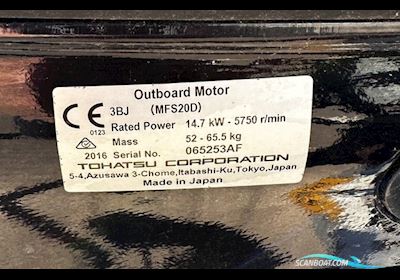 Outboard Motor
CE 3BJ (MFS20D)
0123 Rated Power 14.7 kW - 5750 r/min
Mass 52 - 65.5 kg
2016 Serial No. 065253AF
TOHATSU CORPORATION
5-4,Azusawa 3-Chome,Itabashi-Ku,Tokyo,Japan
Made in Japan
SCANBOAT.COM